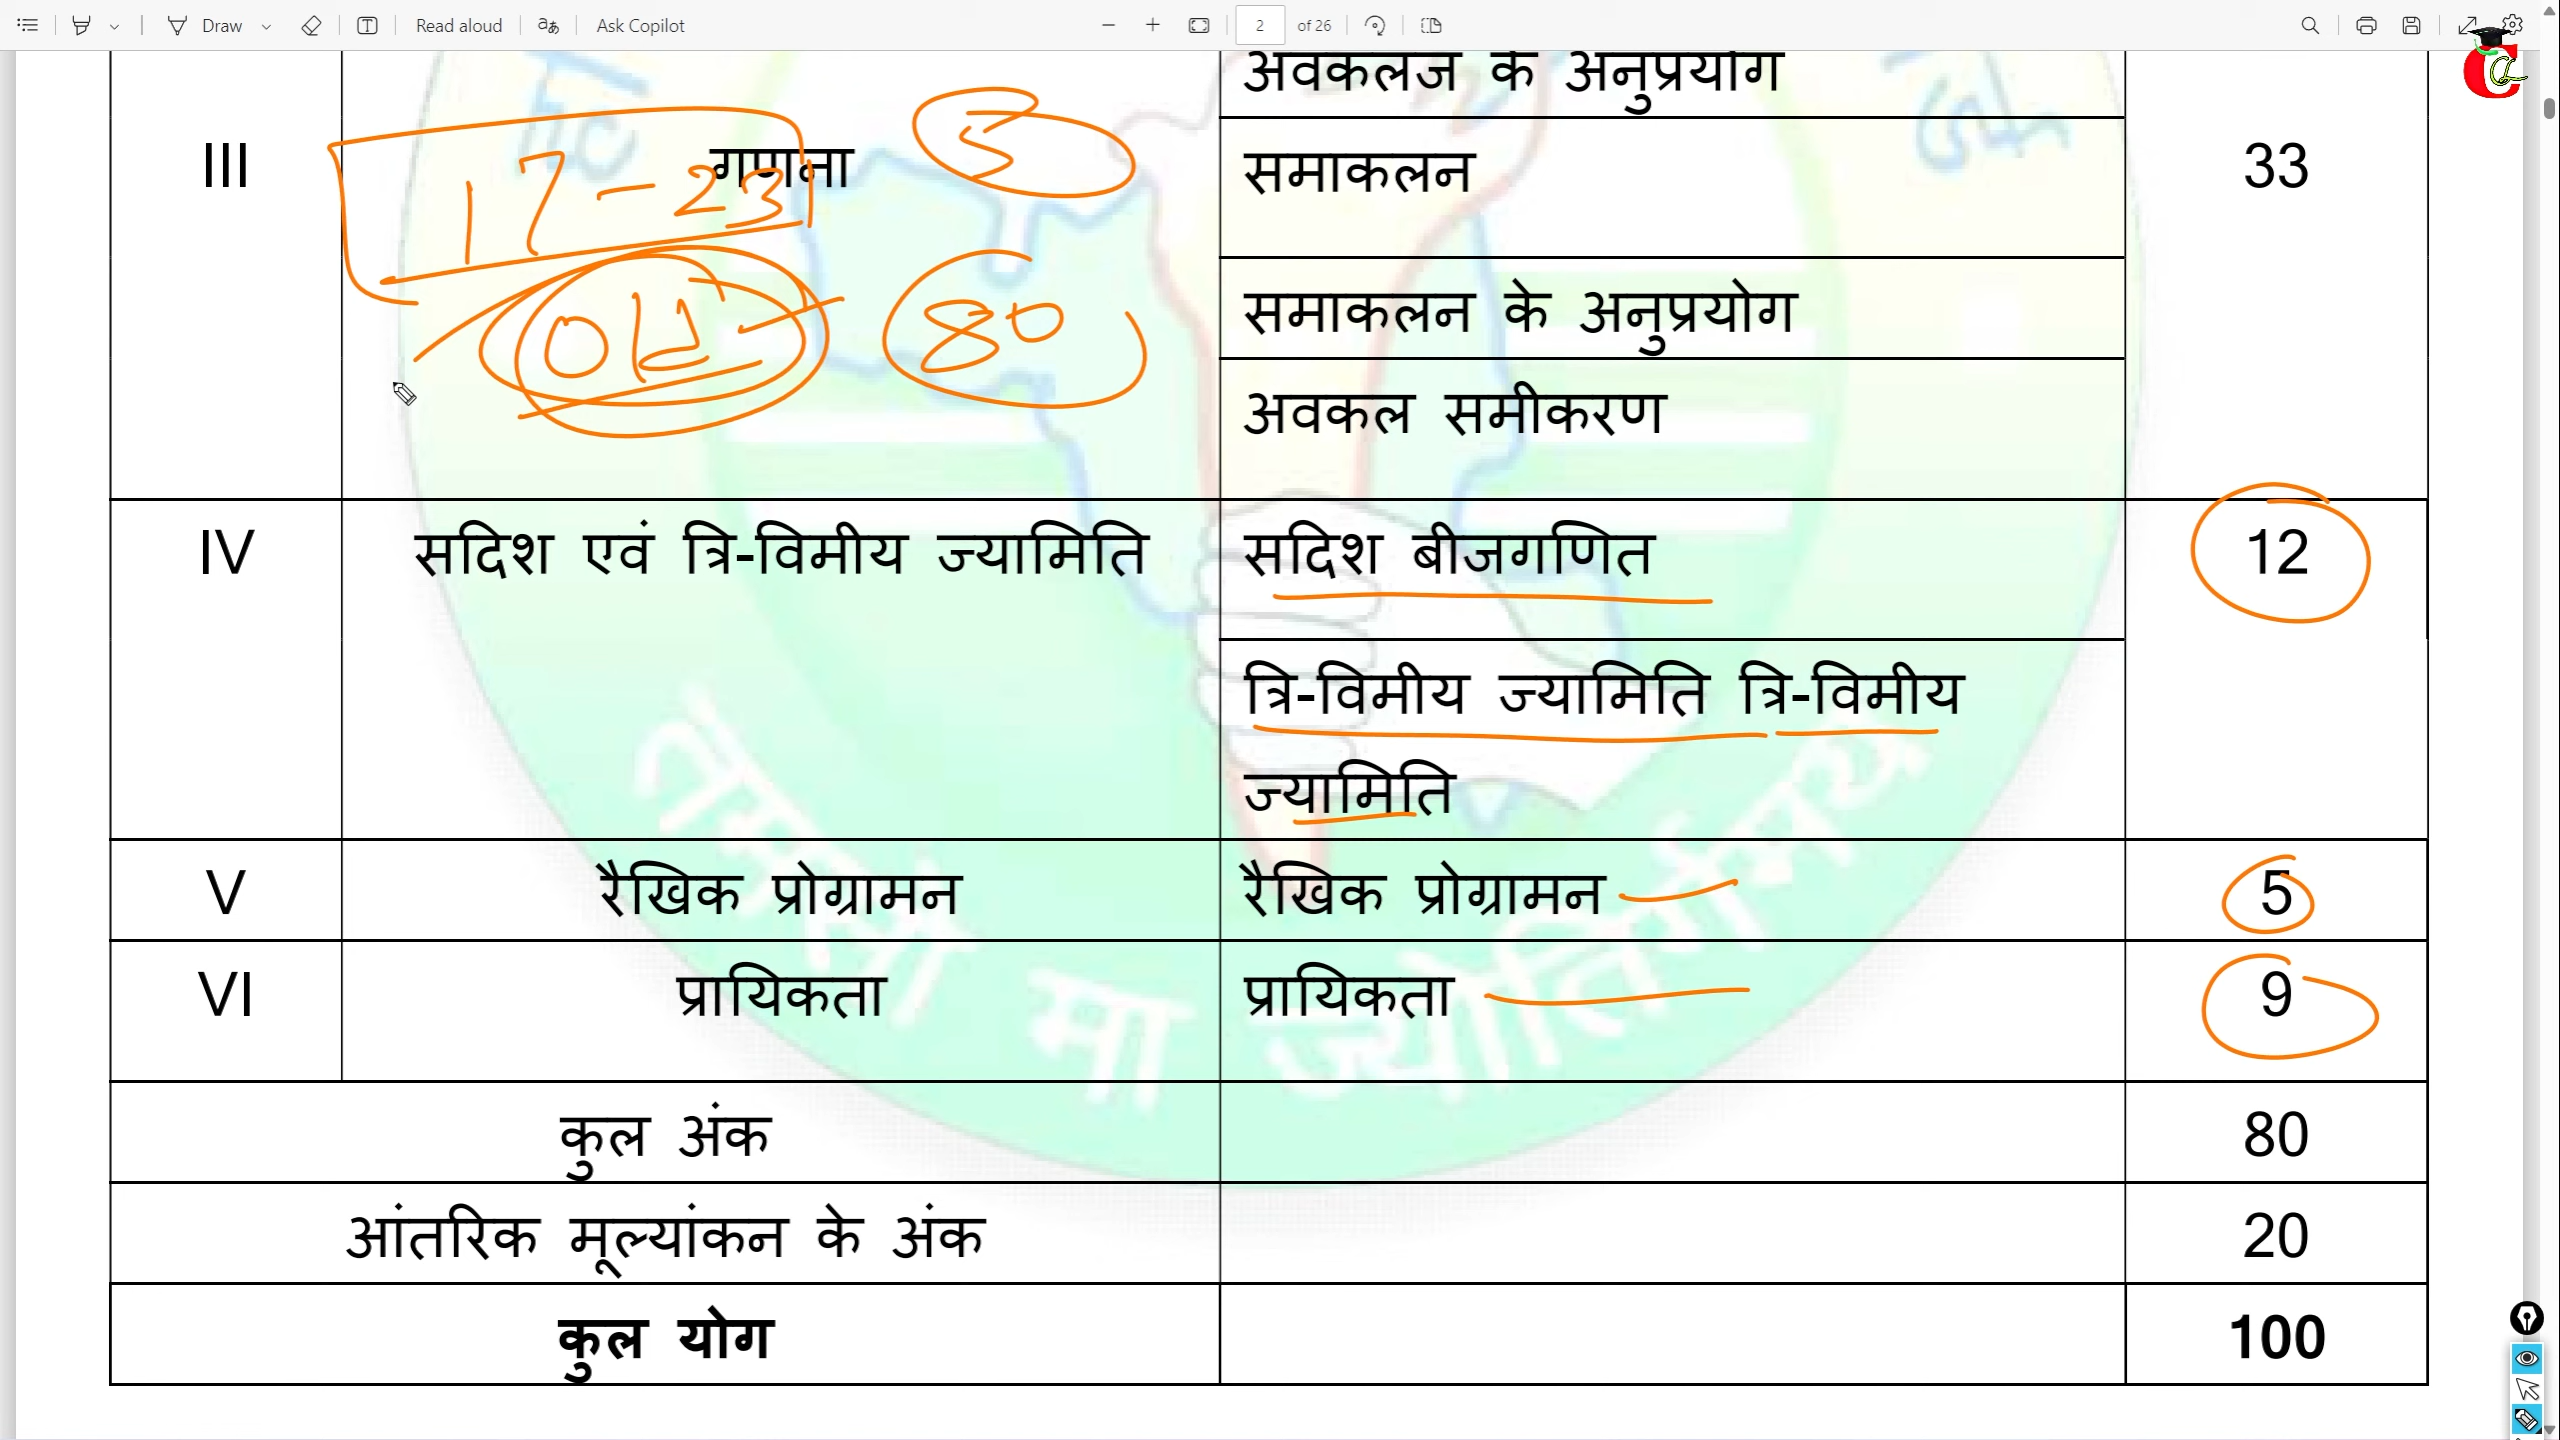 Draw Read aloud Ask Copilot 2 of 26
अवकलज के अनुप्रयोग
III गणना समाकलन 33
5
17-23
समाकलन के अनुप्रयोग
80
अवकल समीकरण
IV सदिश एवं त्रि-विमीय ज्यामिति सदिश बीजगणित 12
त्रि-विमीय ज्यामिति त्रि-विमीय
ज्यामिति
V रैखिक प्रोग्रामन रैखिक प्रोग्रामन 5
VI प्रायिकता प्रायिकता 9
तमसो मा ज्योतिर्गमय
कुल अंक 80
आंतरिक मूल्यांकन के अंक 20
कुल योग 100